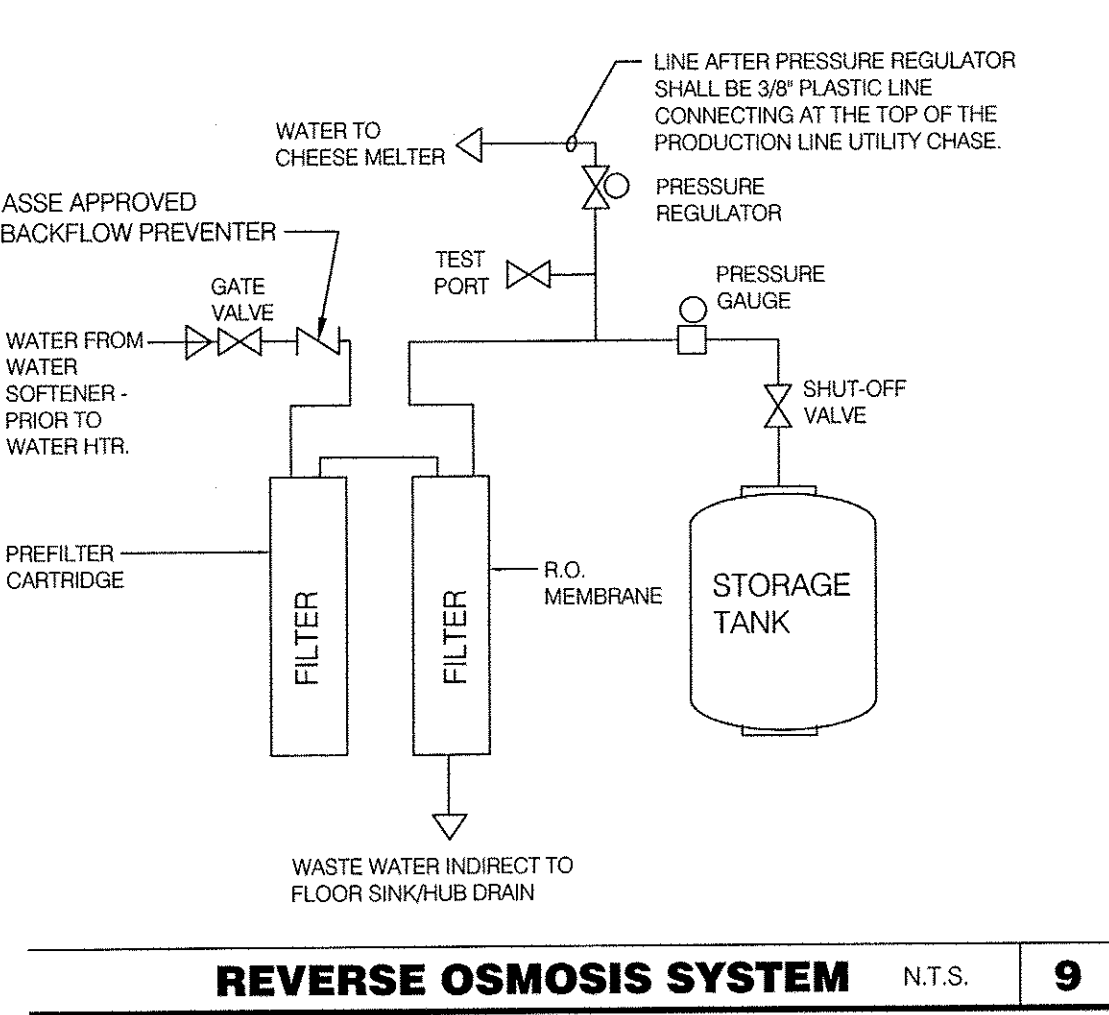 LINE AFTER PRESSURE REGULATOR
SHALL BE 3/8" PLASTIC LINE
CONNECTING AT THE TOP OF THE
PRODUCTION LINE UTILITY CHASE.
WATER TO
CHEESE MELTER
PRESSURE
REGULATOR
ASSE APPROVED
BACKFLOW PREVENTER
TEST
PORT
PRESSURE
GAUGE
GATE
VALVE
WATER FROM
WATER
SOFTENER -
PRIOR TO
WATER HTR.
SHUT-OFF
VALVE
PREFILTER
CARTRIDGE
FILTER
FILTER
R.O.
MEMBRANE
STORAGE
TANK
WASTE WATER INDIRECT TO
FLOOR SINK/HUB DRAIN
REVERSE OSMOSIS SYSTEM N.T.S. 9